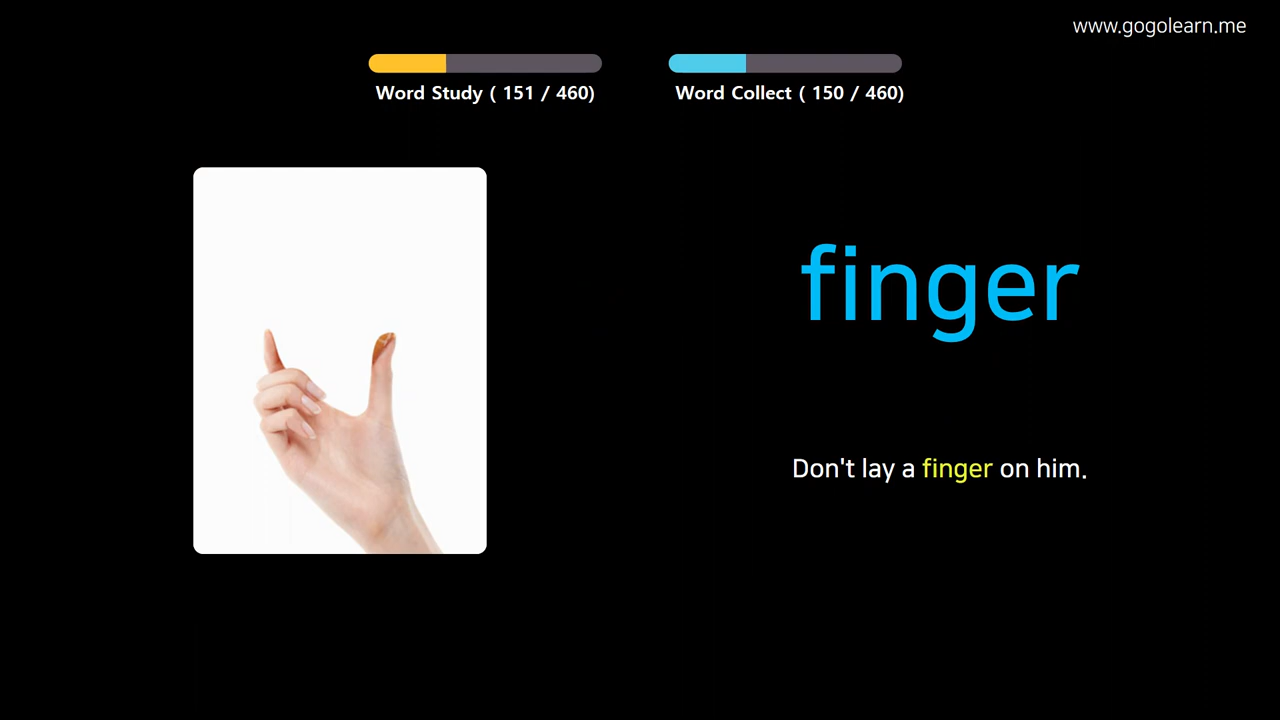 www.gogolearn.me
Word Study ( 151 / 460)
Word Collect ( 150 / 460)
finger
Don't lay a finger on him.